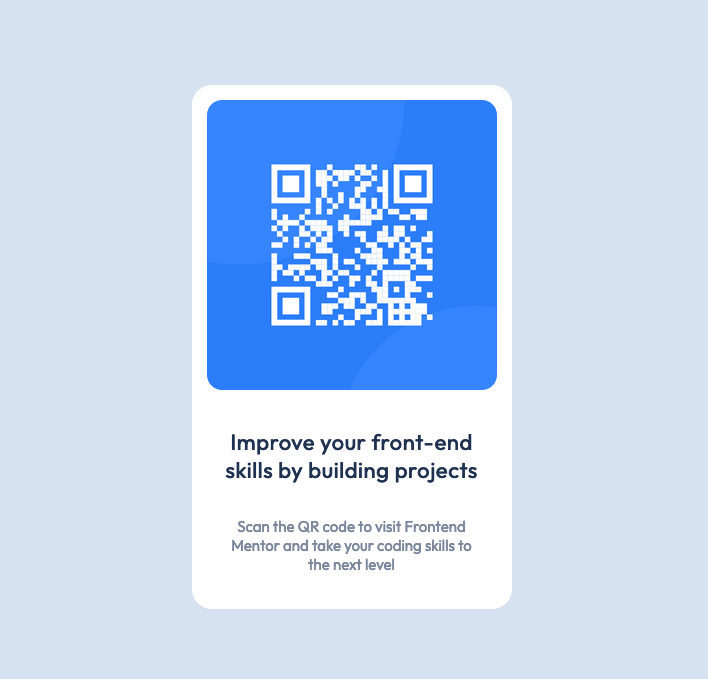 Improve your front-end
skills by building projects
Scan the QR code to visit Frontend
Mentor and take your coding skills to
the next level